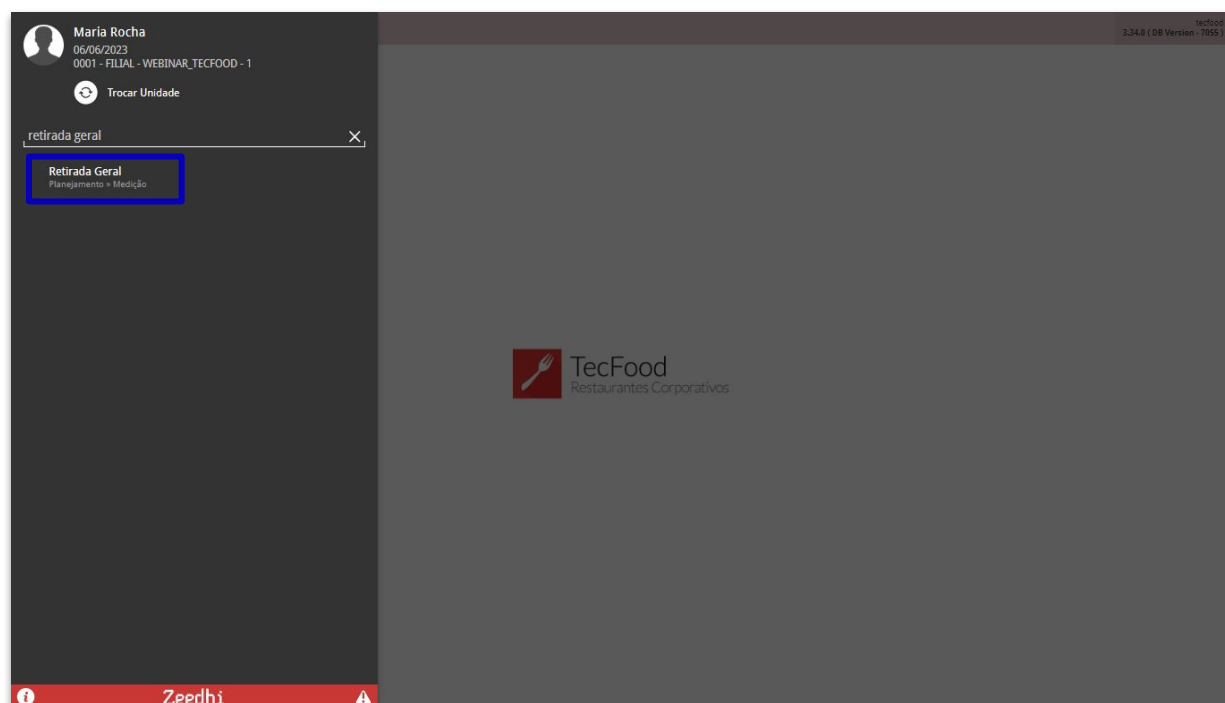 Maria Rocha
06/06/2023
0001 - FILIAL - WEBINAR_TECFOOD - 1
Trocar Unidade
retirada geral
Retirada Geral
Planejamento » Medição
tecfood
3.34.0 ( DB Version - 7055 )
TecFood
Restaurantes Corporativos
Zeedhi